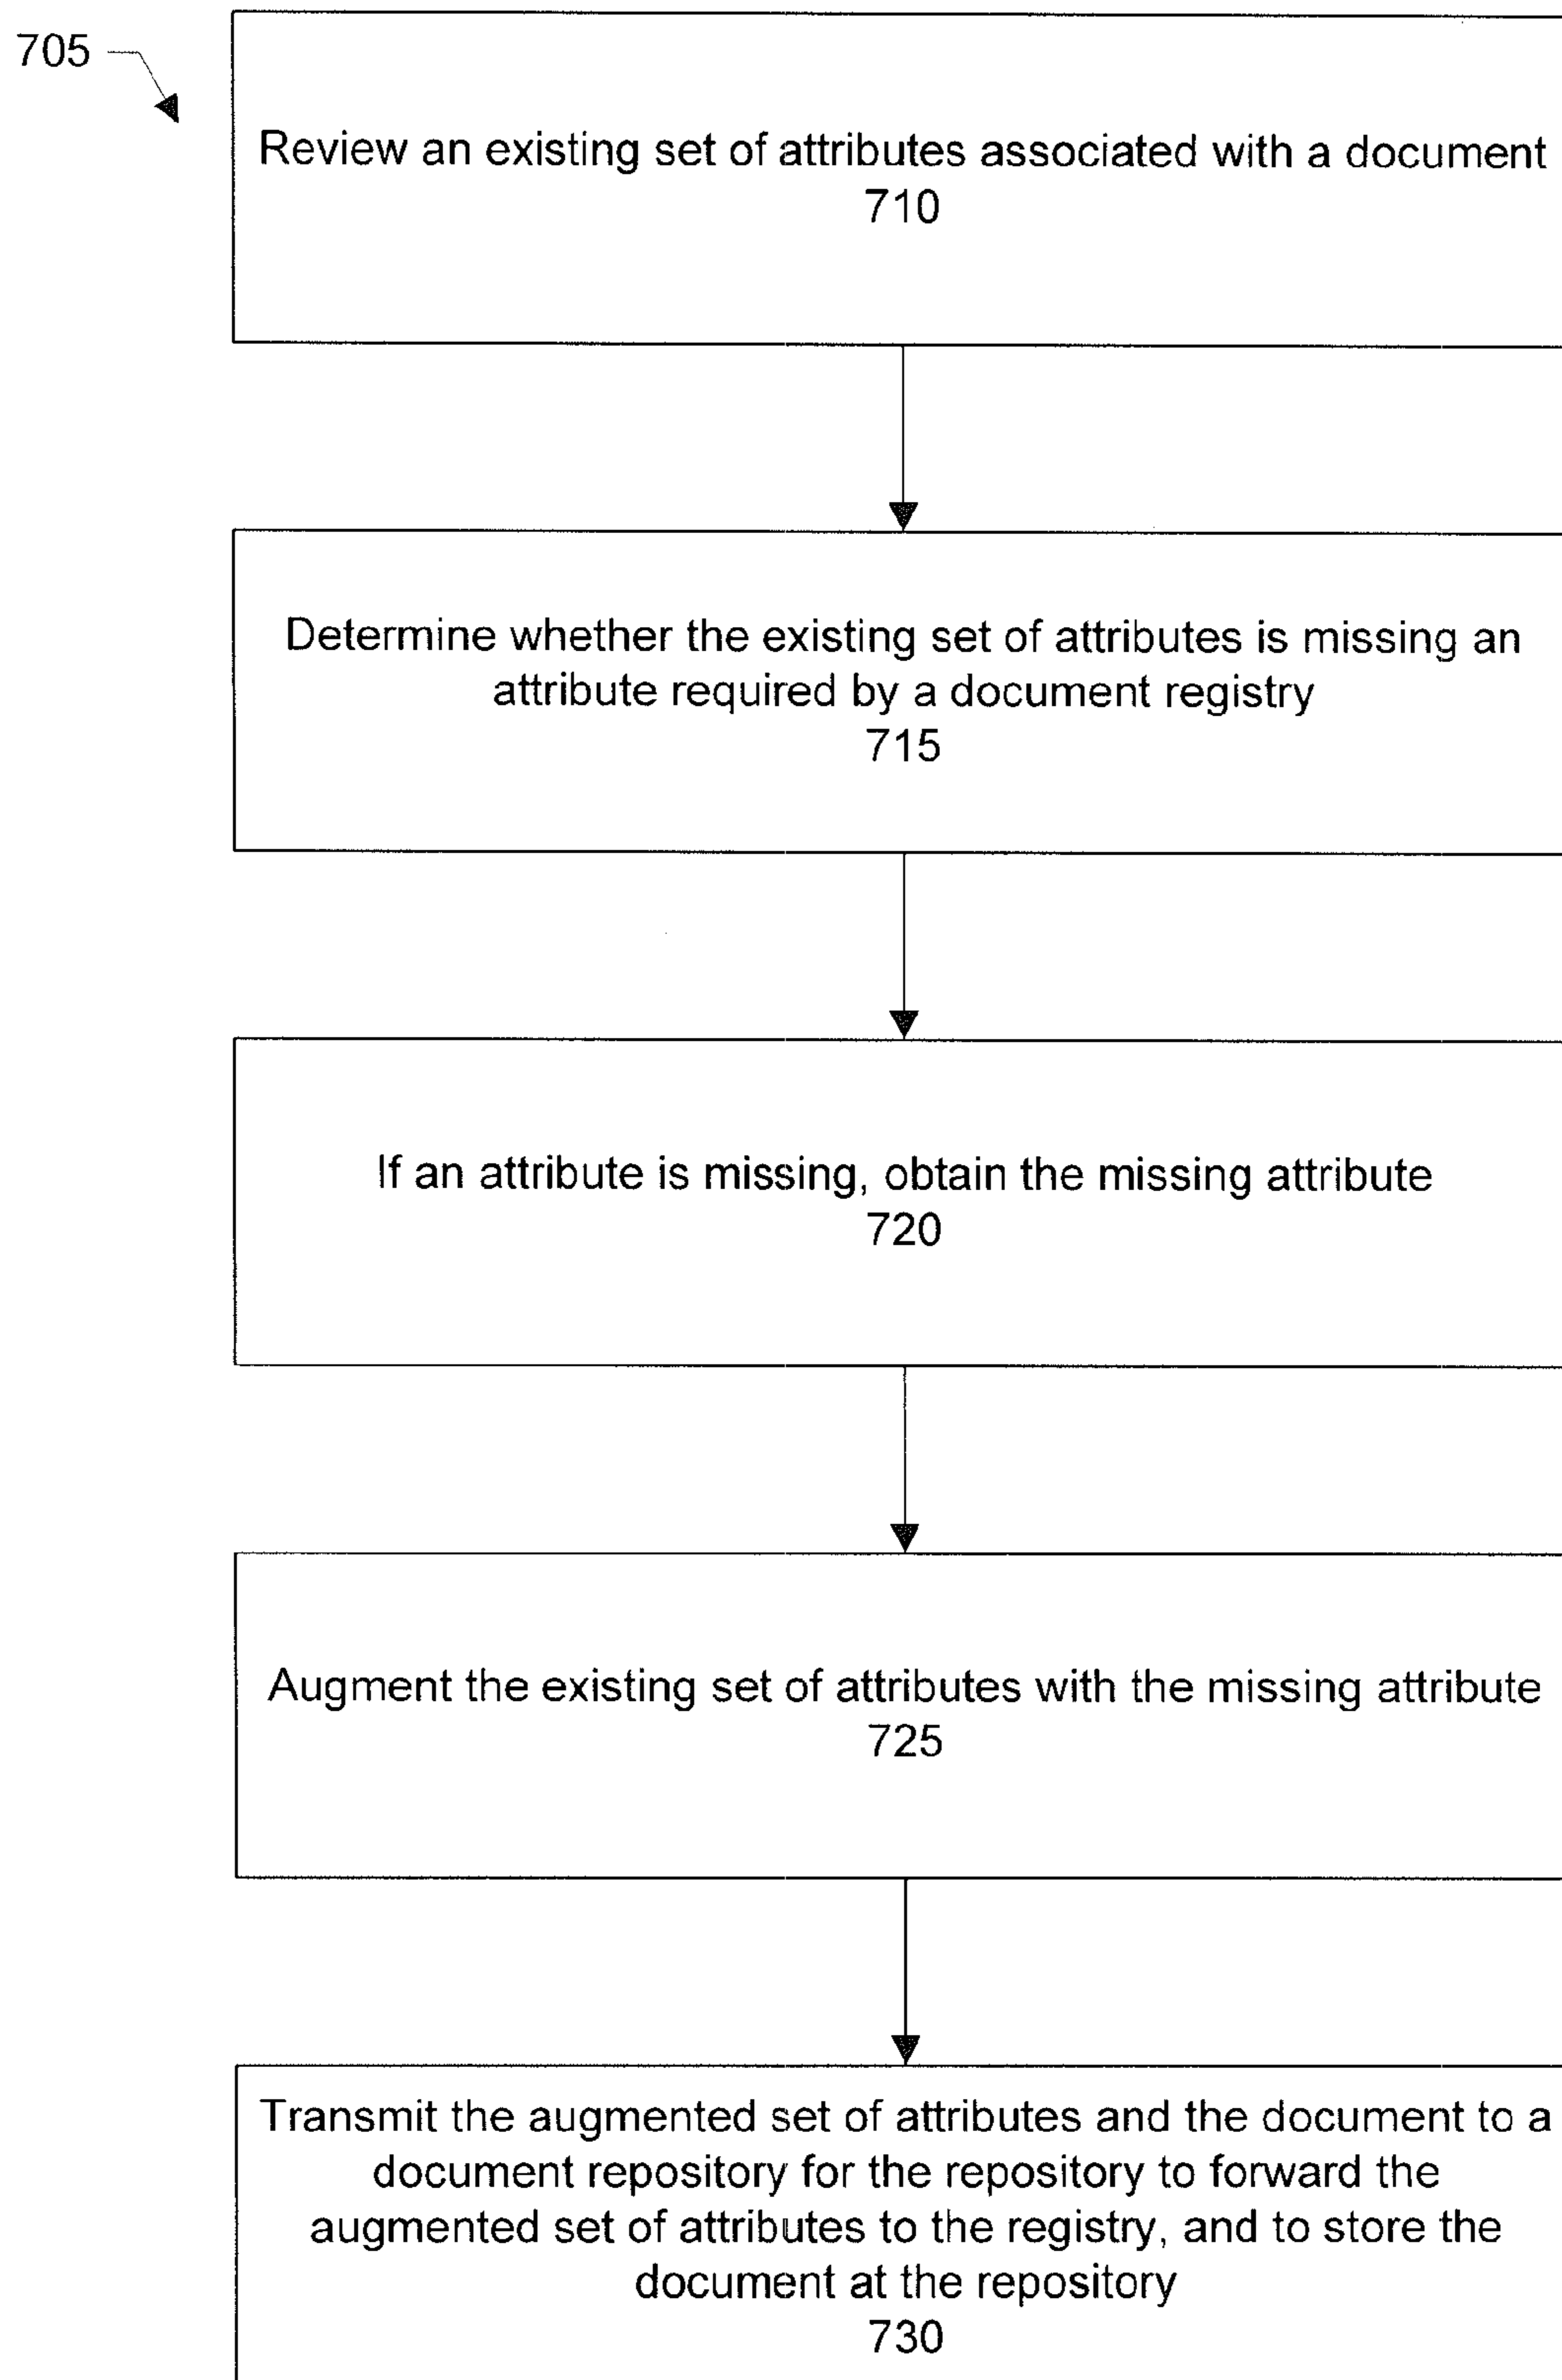 705
Review an existing set of attributes associated with a document
710
Determine whether the existing set of attributes is missing an
attribute required by a document registry
715
If an attribute is missing, obtain the missing attribute
720
Augment the existing set of attributes with the missing attribute
725
Transmit the augmented set of attributes and the document to a
document repository for the repository to forward the
augmented set of attributes to the registry, and to store the
document at the repository
730